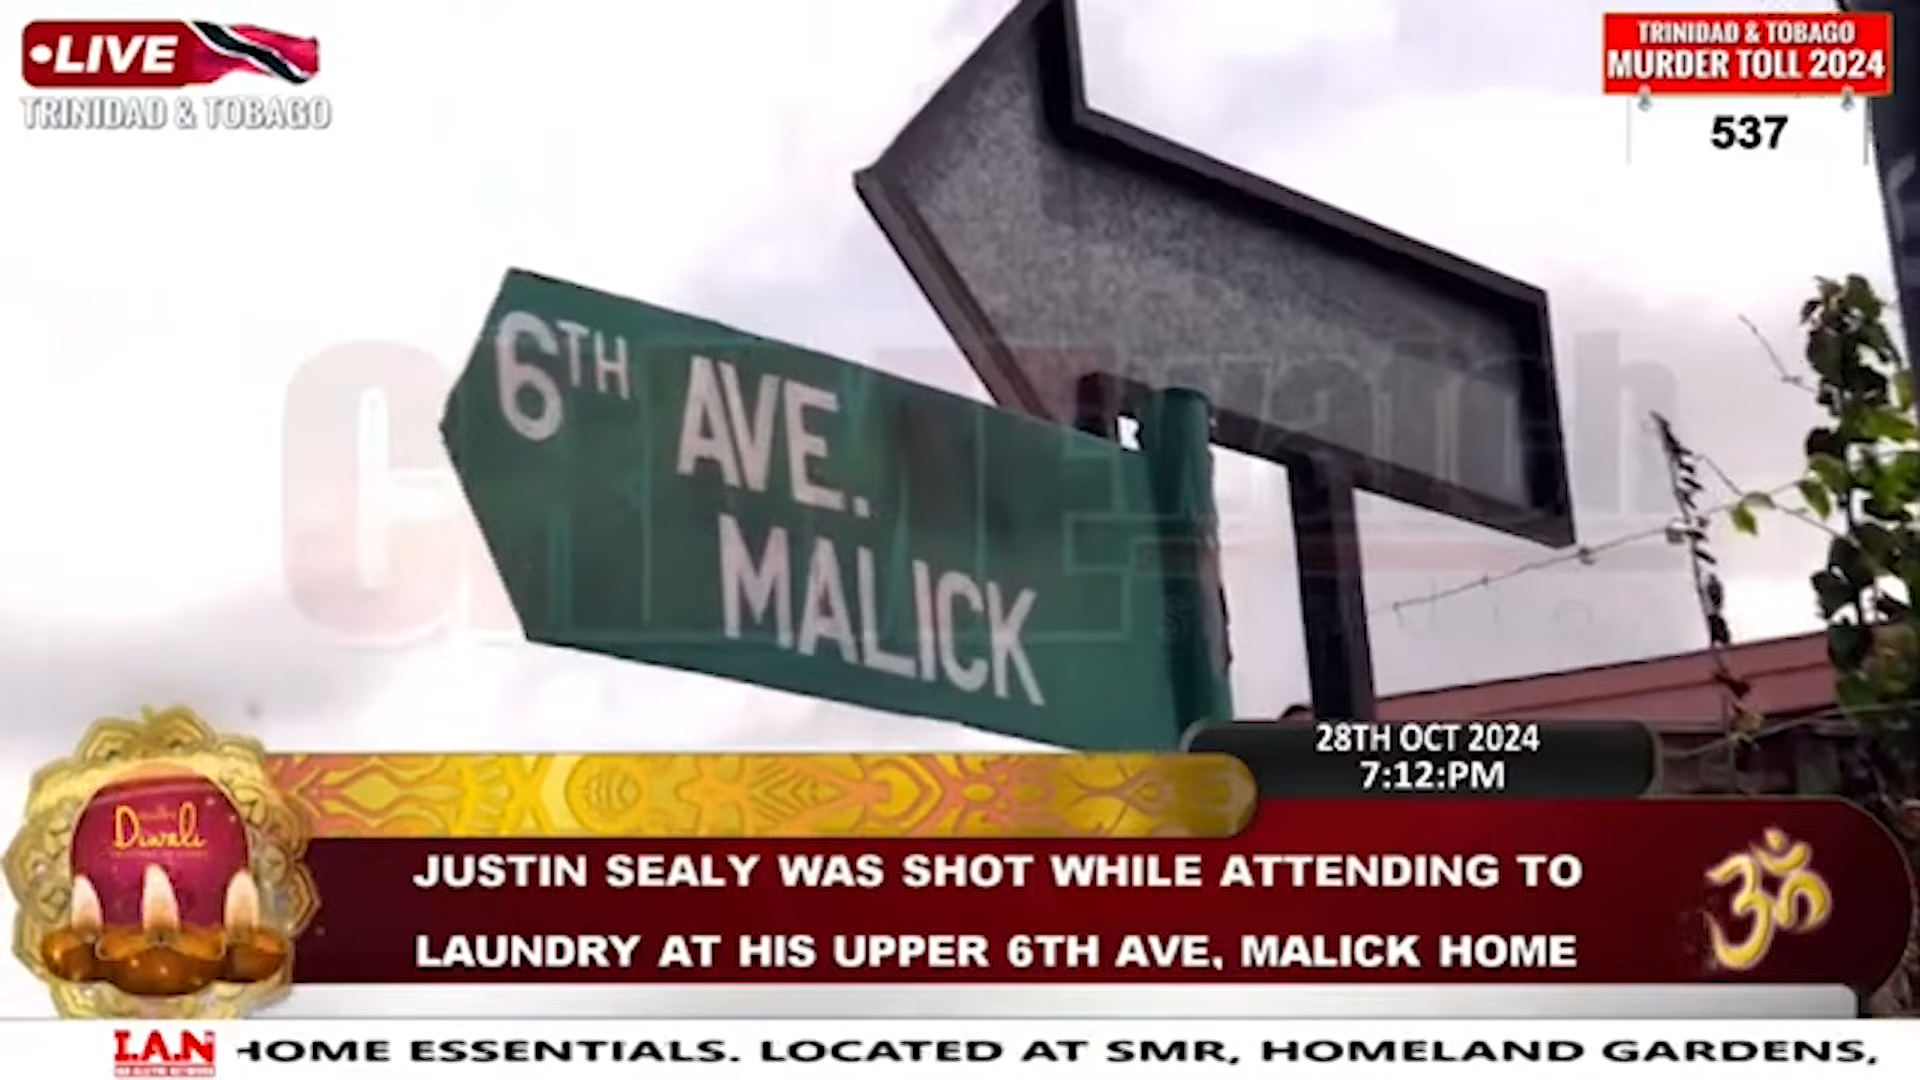 •LIVE
TRINIDAD & TOBAGO
TRINIDAD & TOBAGO
MURDER TOLL 2024
537
6TH AVE.
MALICK
CRIME watch
28TH OCT 2024
7:12:PM
Diwali
JUSTIN SEALY WAS SHOT WHILE ATTENDING TO
LAUNDRY AT HIS UPPER 6TH AVE, MALICK HOME
ॐ
I.A.N
HOME ESSENTIALS. LOCATED AT SMR, HOMELAND GARDENS,